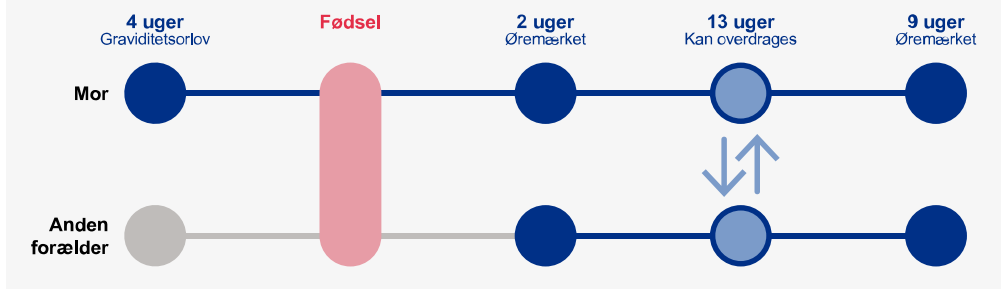 4 uger
Graviditetsorlov
Fødsel
2 uger
Øremærket
13 uger
Kan overdrages
9 uger
Øremærket
Mor
Anden
forælder